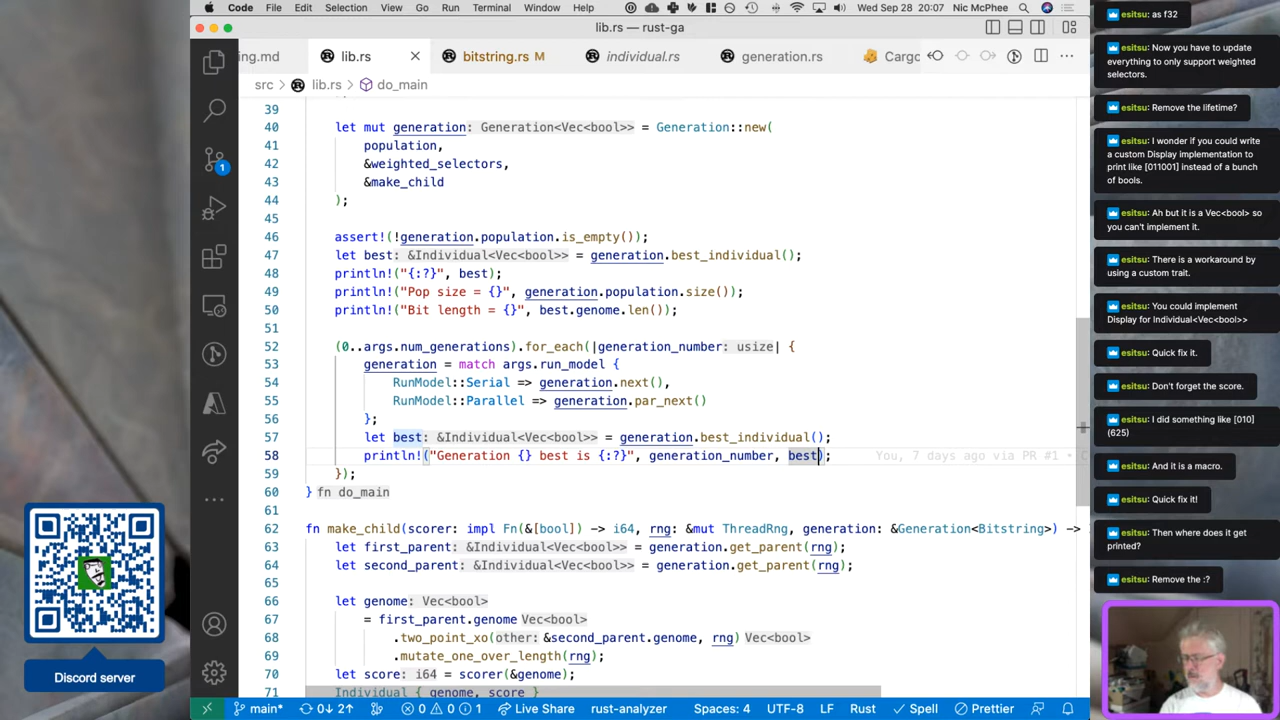 Code File Edit Selection View Go Run Terminal Window Help Wed Sep 28 20:07 Nic McPhee
lib.rs — rust-ga
ing.md lib.rs bitstring.rs M individual.rs generation.rs Cargo
src > lib.rs > do_main
39
40 let mut generation: Generation<Vec<bool>> = Generation::new(
41 population,
42 &weighted_selectors,
43 &make_child
44 );
45
46 assert!(!generation.population.is_empty());
47 let best: &Individual<Vec<bool>> = generation.best_individual();
48 println!("{:?}", best);
49 println!("Pop size = {}", generation.population.size());
50 println!("Bit length = {}", best.genome.len());
51
52 (0..args.num_generations).for_each(|generation_number: usize| {
53 generation = match args.run_model {
54 RunModel::Serial => generation.next(),
55 RunModel::Parallel => generation.par_next()
56 };
57 let best: &Individual<Vec<bool>> = generation.best_individual();
58 println!("Generation {} best is {:?}", generation_number, best); You, 7 days ago via PR #1 • C
59 });
60 } fn do_main
61
62 fn make_child(scorer: impl Fn(&[bool]) -> i64, rng: &mut ThreadRng, generation: &Generation<Bitstring>) ->
63 let first_parent: &Individual<Vec<bool>> = generation.get_parent(rng);
64 let second_parent: &Individual<Vec<bool>> = generation.get_parent(rng);
65
66 let genome: Vec<bool>
67 = first_parent.genome Vec<bool>
68 .two_point_xo(other: &second_parent.genome, rng) Vec<bool>
69 .mutate_one_over_length(rng);
70 let score: i64 = scorer(&genome);
71 Individual { genome, score }
1
main* 0↓ 2↑ 0 0 1 Live Share rust-analyzer Spaces: 4 UTF-8 LF Rust Spell Prettier
Discord server
esitsu: as f32
esitsu: Now you have to update
everything to only support weighted
selectors.
esitsu: Remove the lifetime?
esitsu: I wonder if you could write
a custom Display implementation to
print like [011001] instead of a bunch
of bools.
esitsu: Ah but it is a Vec<bool> so
you can't implement it.
esitsu: There is a workaround by
using a custom trait.
esitsu: You could implement
Display for Individual<Vec<bool>>
esitsu: Quick fix it.
esitsu: Don't forget the score.
esitsu: I did something like [010]
(625)
esitsu: And it is a macro.
esitsu: Quick fix!
esitsu: Then where does it get
printed?
esitsu: Remove the :?